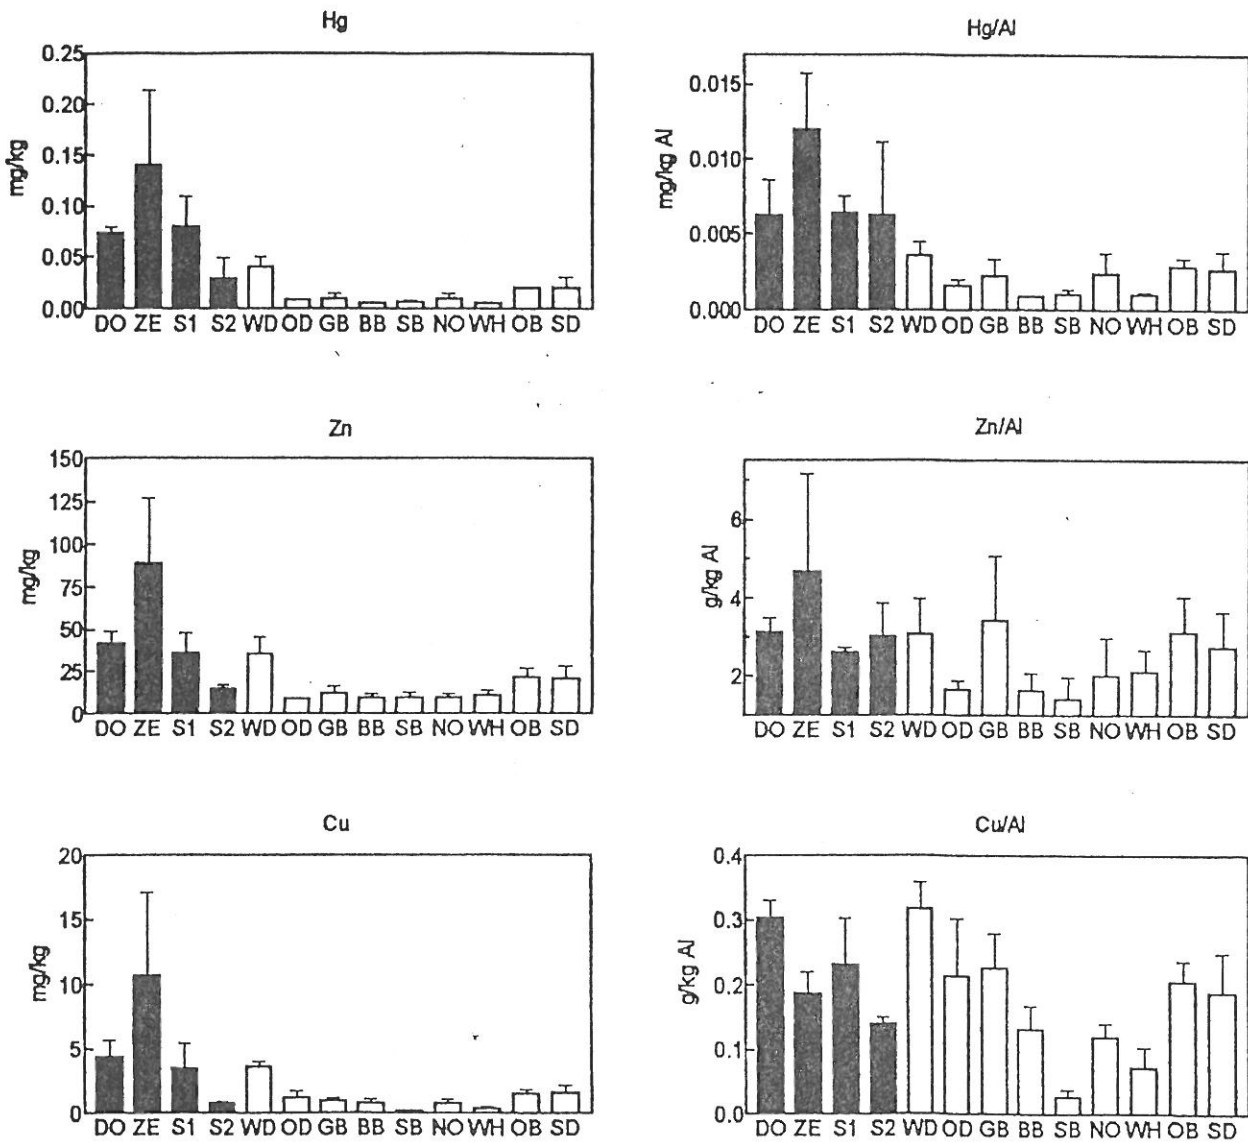 Hg
mg/kg
0.25
0.20
0.15
0.10
0.05
0.00
DO ZE S1 S2 WD OD GB BB SB NO WH OB SD
Hg/Al
mg/kg Al
0.015
0.010
0.005
0.000
DO ZE S1 S2 WD OD GB BB SB NO WH OB SD
Zn
mg/kg
150
125
100
75
50
25
0
DO ZE S1 S2 WD OD GB BB SB NO WH OB SD
Zn/Al
g/kg Al
6
4
2
DO ZE S1 S2 WD OD GB BB SB NO WH OB SD
Cu
mg/kg
20
15
10
5
0
DO ZE S1 S2 WD OD GB BB SB NO WH OB SD
Cu/Al
g/kg Al
0.4
0.3
0.2
0.1
0.0
DO ZE S1 S2 WD OD GB BB SB NO WH OB SD